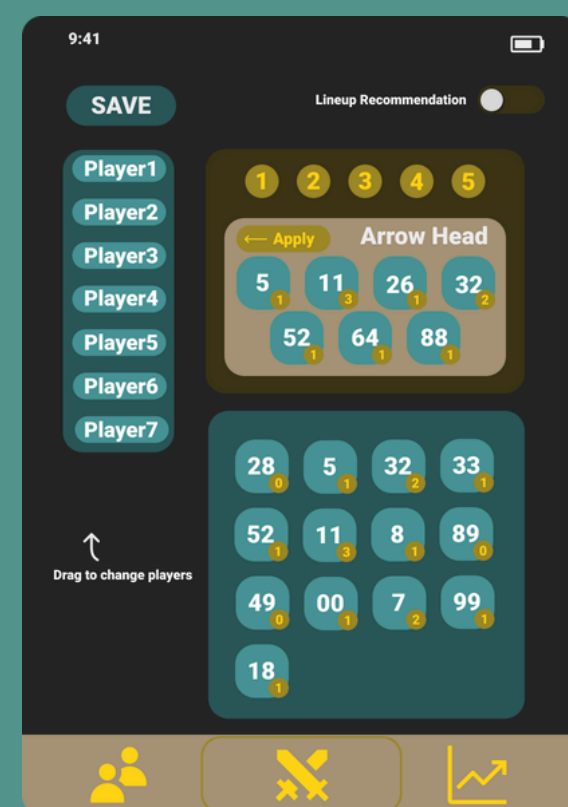 9:41
SAVE
Lineup Recommendation
Player1
Player2
Player3
Player4
Player5
Player6
Player7
Drag to change players
1 2 3 4 5
← Apply
Arrow Head
5 1 11 3 26 1 32 2
52 1 64 1 88 1
28 0 5 1 32 2 33 1
52 1 11 3 8 1 89 0
49 0 00 1 7 2 99 1
18 1